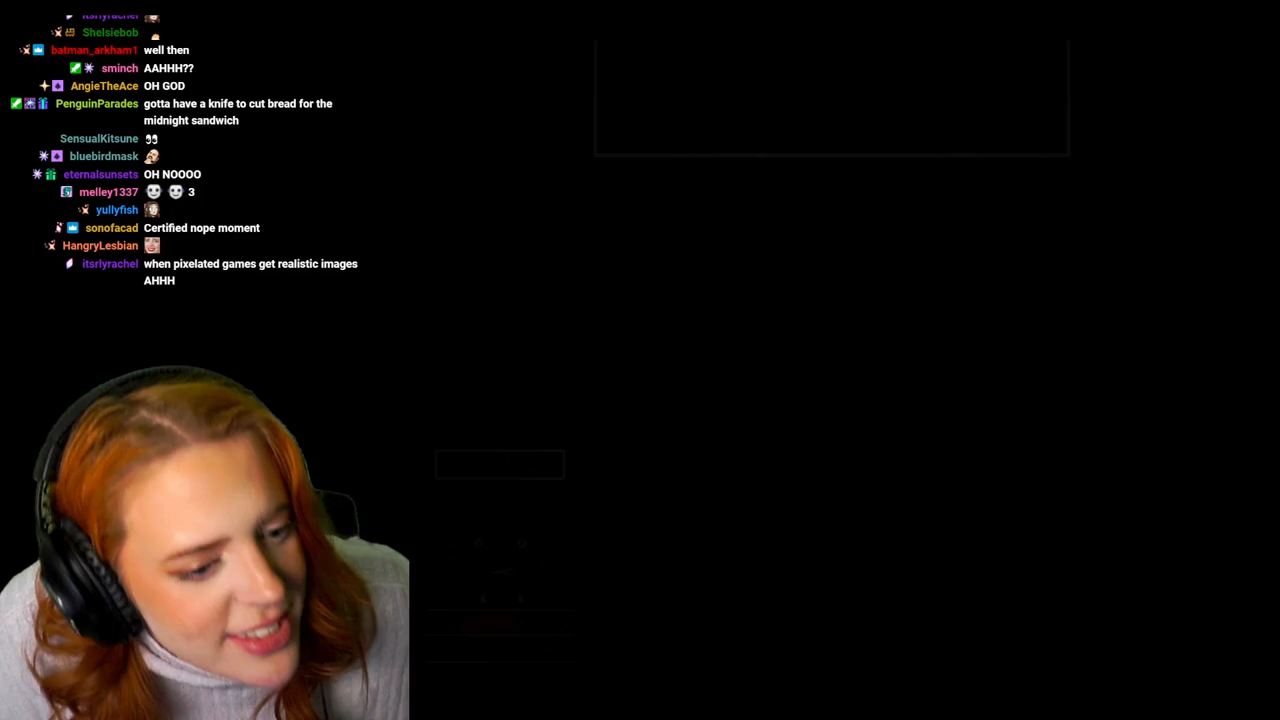 itsrlyrachel
Shelsiebob
batman_arkham1 well then
sminch AAHHH??
AngieTheAce OH GOD
PenguinParades gotta have a knife to cut bread for the
midnight sandwich
SensualKitsune
bluebirdmask
eternalsunsets OH NOOOO
melley1337 3
yullyfish
sonofacad Certified nope moment
HangryLesbian
itsrlyrachel when pixelated games get realistic images
AHHH